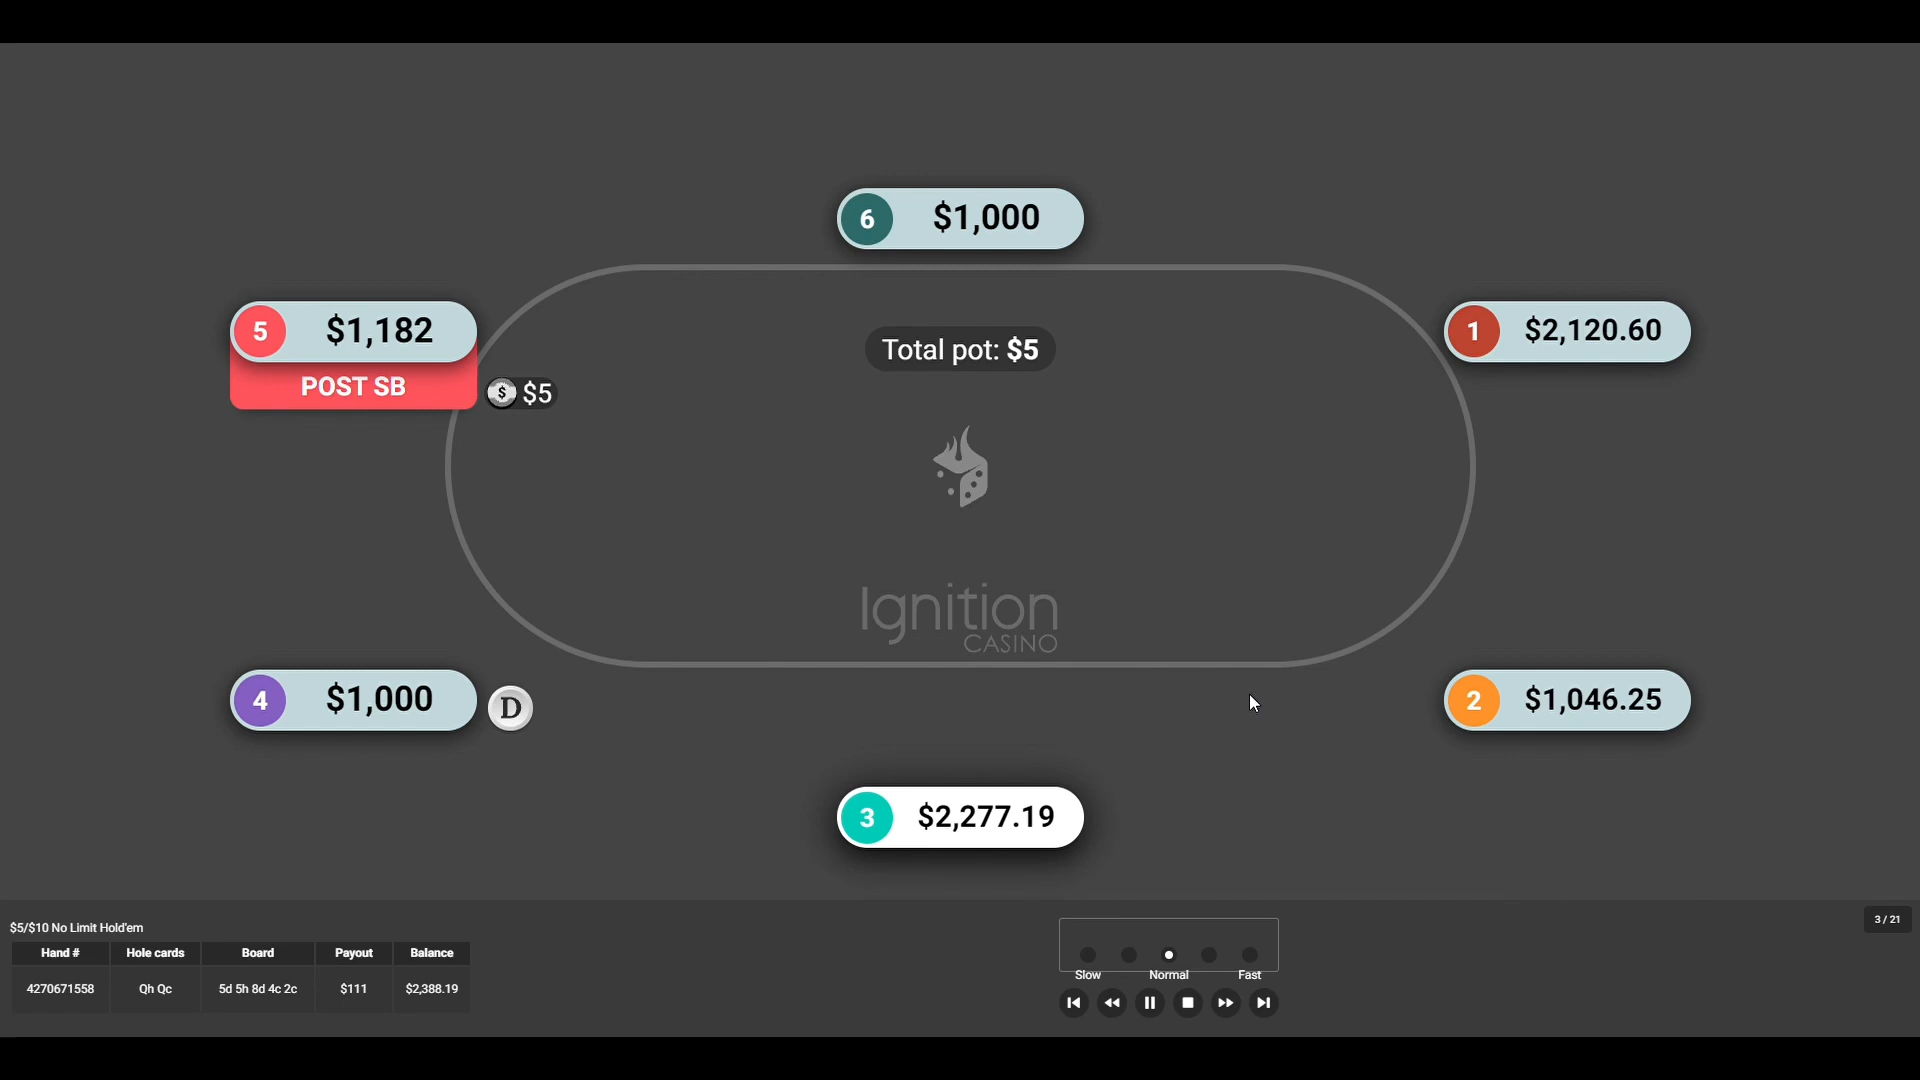 6 $1,000
5 $1,182
1 $2,120.60
Total pot: $5
POST SB
$ $5
Ignition
CASINO
4 $1,000
D
2 $1,046.25
3 $2,277.19
$5/$10 No Limit Hold'em
3 / 21
Hand # Hole cards Board Payout Balance
4270671558 Qh Qc 5d 5h 8d 4c 2c $111 $2,388.19
Slow Normal Fast